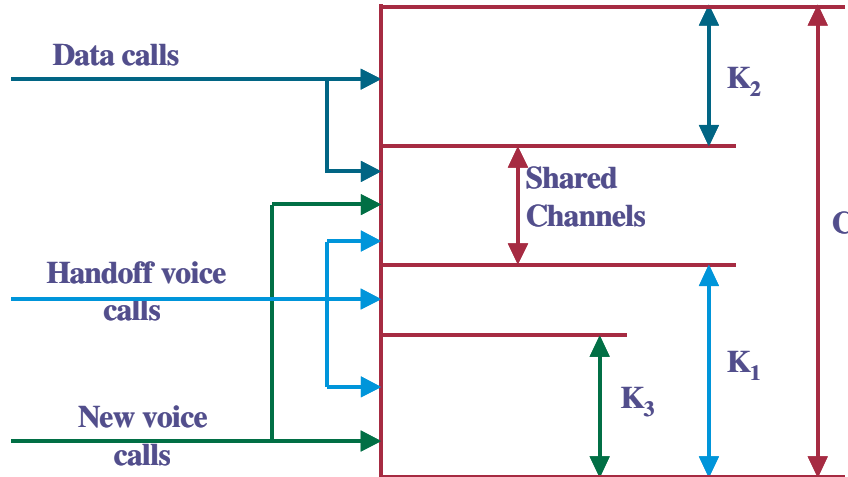 Data calls
K2
Shared
Channels
C
Handoff voice
calls
K1
K3
New voice
calls